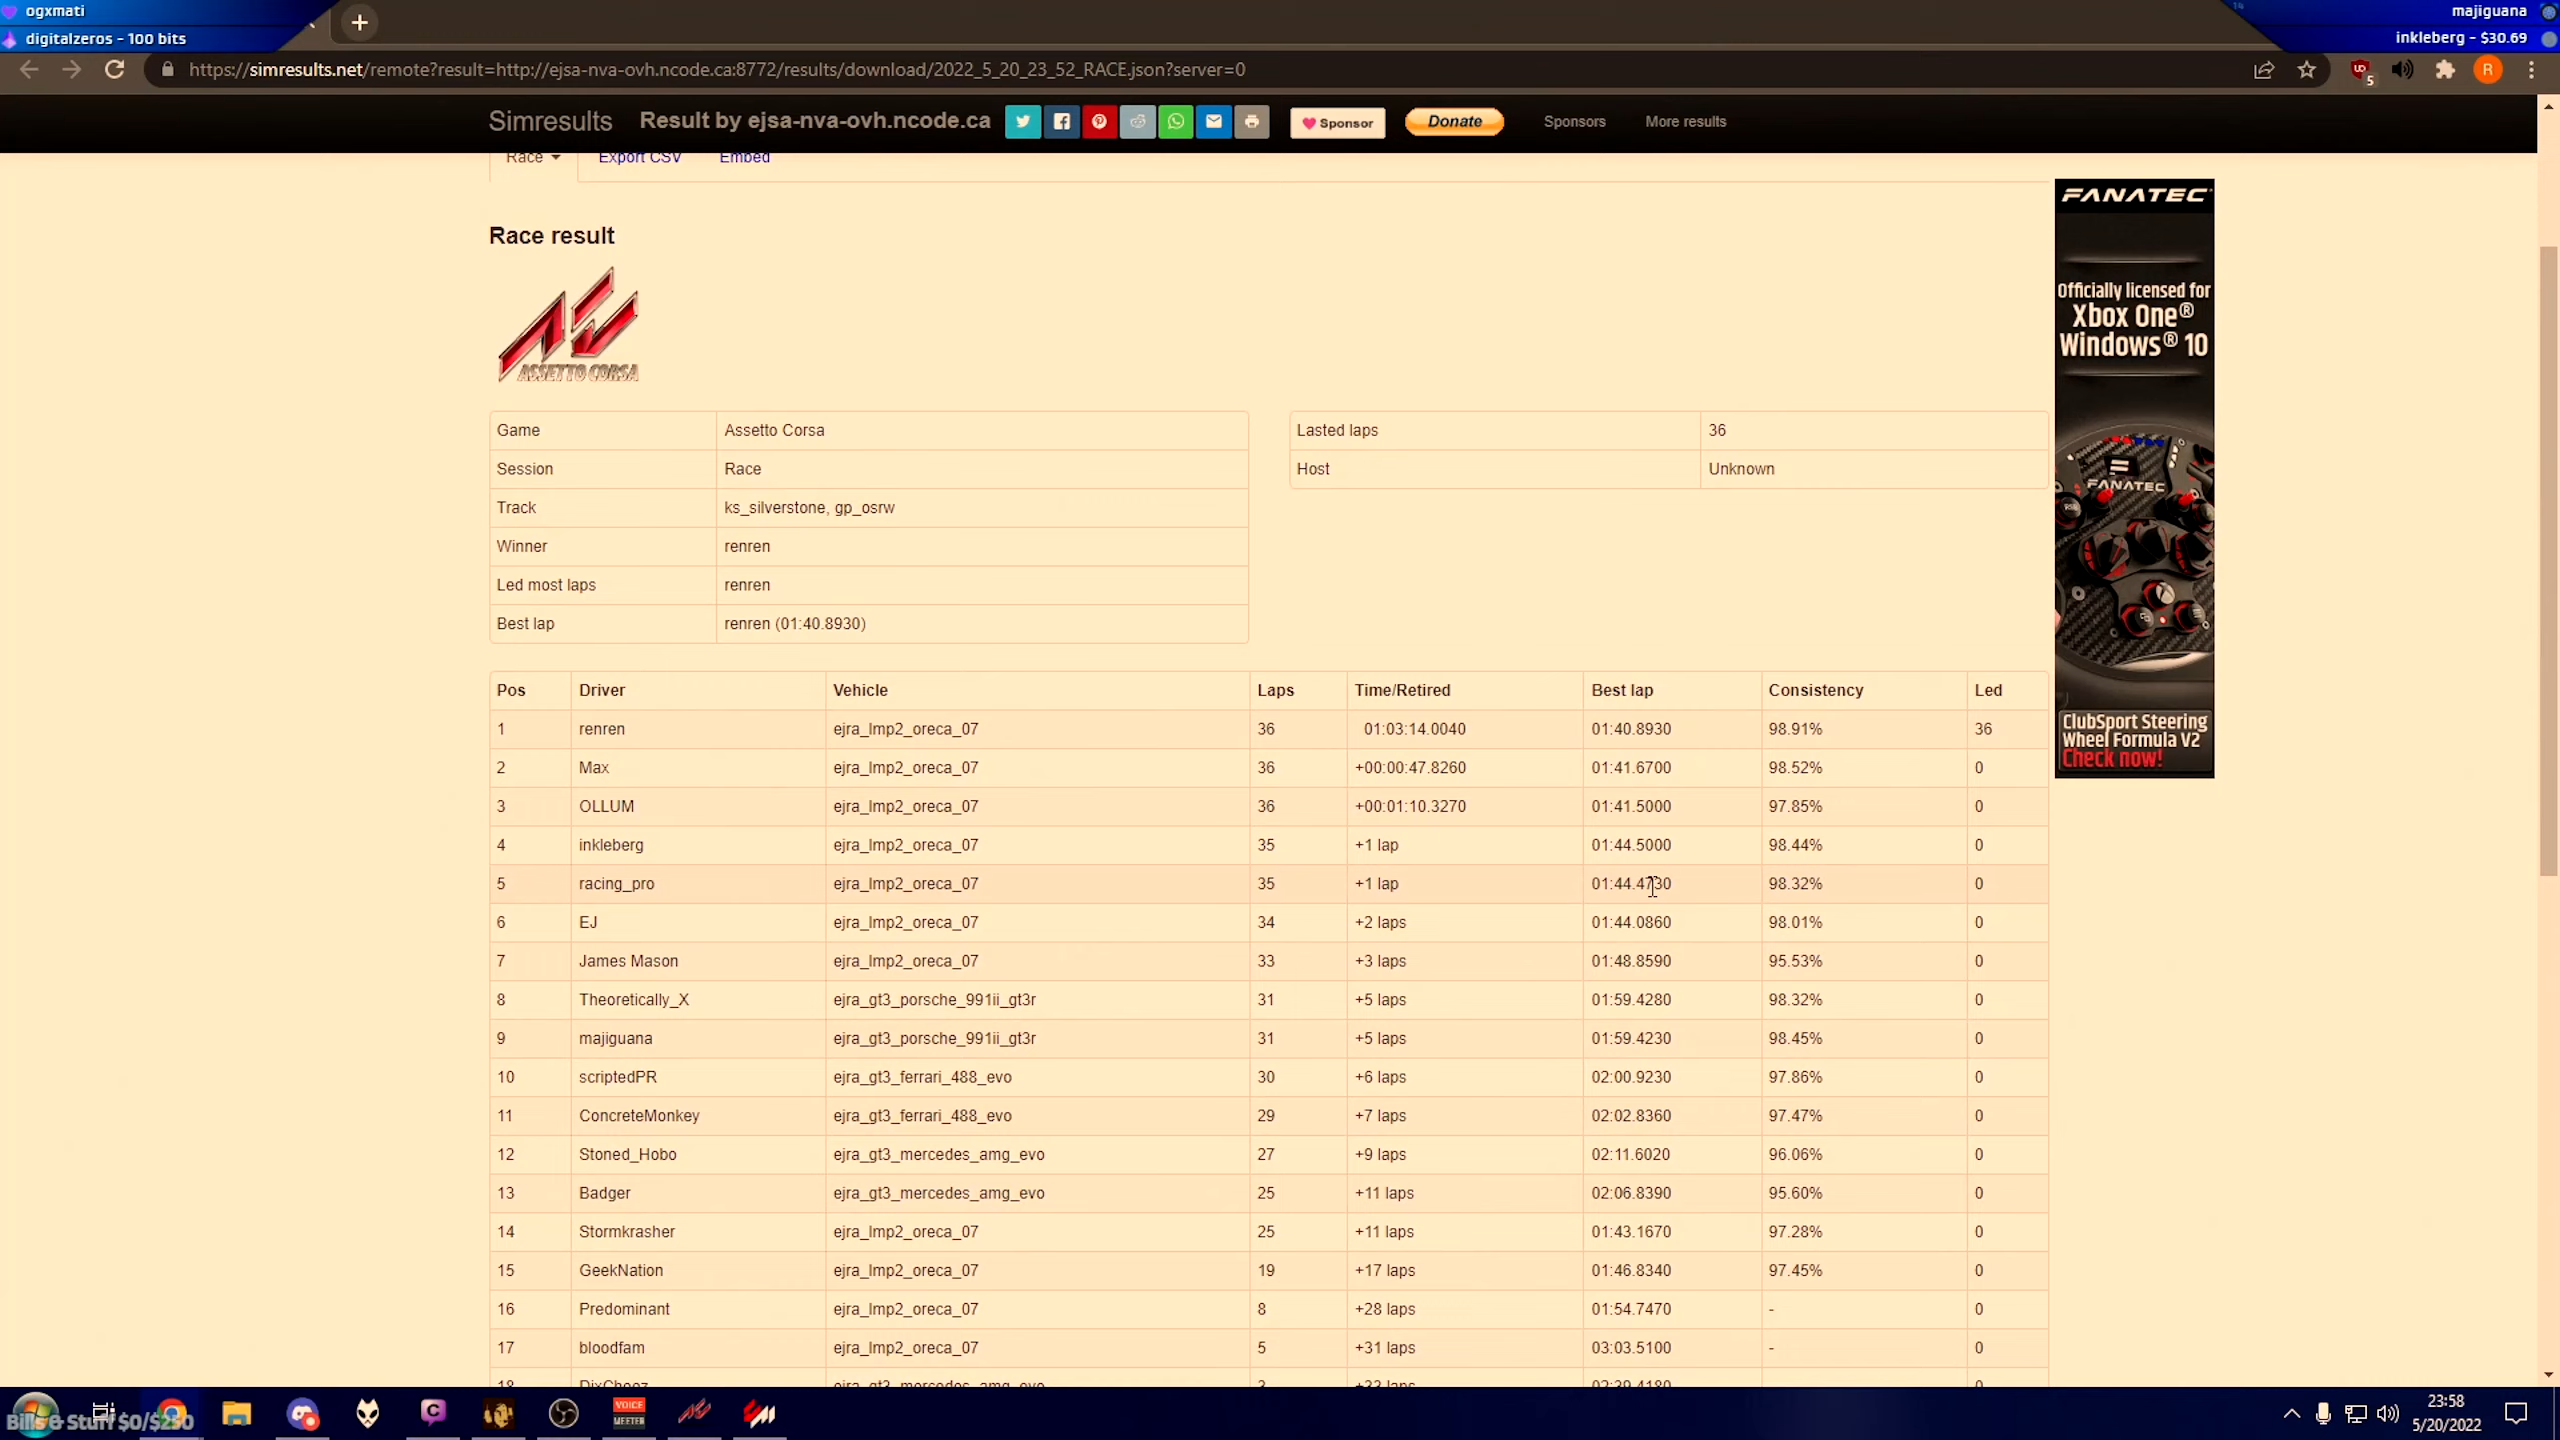 ogxmati
digitalzeros - 100 bits
majiguana
inkleberg - $30.69
https://simresults.net/remote?result=http://ejsa-nva-ovh.ncode.ca:8772/results/download/2022_5_20_23_52_RACE.json?server=0
5
R
Simresults
Result by ejsa-nva-ovh.ncode.ca
Sponsor
Donate
Sponsors
More results
Race
Export CSV
Embed
Race result
ASSETTO CORSA
Game Assetto Corsa
Session Race
Track ks_silverstone, gp_osrw
Winner renren
Led most laps renren
Best lap renren (01:40.8930)
Lasted laps 36
Host Unknown
FANATEC
Officially licensed for
Xbox One®
Windows® 10
FANATEC
ClubSport Steering
Wheel Formula V2
Check now!
Pos Driver Vehicle Laps Time/Retired Best lap Consistency Led
1 renren ejra_lmp2_oreca_07 36 01:03:14.0040 01:40.8930 98.91% 36
2 Max ejra_lmp2_oreca_07 36 +00:00:47.8260 01:41.6700 98.52% 0
3 OLLUM ejra_lmp2_oreca_07 36 +00:01:10.3270 01:41.5000 97.85% 0
4 inkleberg ejra_lmp2_oreca_07 35 +1 lap 01:44.5000 98.44% 0
5 racing_pro ejra_lmp2_oreca_07 35 +1 lap 01:44.4730 98.32% 0
6 EJ ejra_lmp2_oreca_07 34 +2 laps 01:44.0860 98.01% 0
7 James Mason ejra_lmp2_oreca_07 33 +3 laps 01:48.8590 95.53% 0
8 Theoretically_X ejra_gt3_porsche_991ii_gt3r 31 +5 laps 01:59.4280 98.32% 0
9 majiguana ejra_gt3_porsche_991ii_gt3r 31 +5 laps 01:59.4230 98.45% 0
10 scriptedPR ejra_gt3_ferrari_488_evo 30 +6 laps 02:00.9230 97.86% 0
11 ConcreteMonkey ejra_gt3_ferrari_488_evo 29 +7 laps 02:02.8360 97.47% 0
12 Stoned_Hobo ejra_gt3_mercedes_amg_evo 27 +9 laps 02:11.6020 96.06% 0
13 Badger ejra_gt3_mercedes_amg_evo 25 +11 laps 02:06.8390 95.60% 0
14 Stormkrasher ejra_lmp2_oreca_07 25 +11 laps 01:43.1670 97.28% 0
15 GeekNation ejra_lmp2_oreca_07 19 +17 laps 01:46.8340 97.45% 0
16 Predominant ejra_lmp2_oreca_07 8 +28 laps 01:54.7470 - 0
17 bloodfam ejra_lmp2_oreca_07 5 +31 laps 03:03.5100 - 0
Bills & Stuff $0/$250
VOICE
MEETER
23:58
5/20/2022